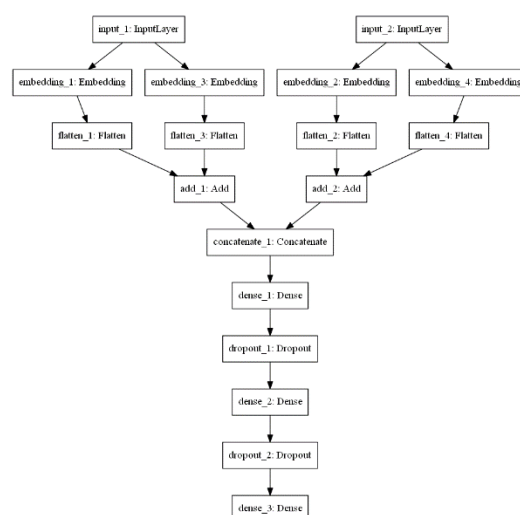 input_1: InputLayer
input_2: InputLayer
embedding_1: Embedding
embedding_3: Embedding
embedding_2: Embedding
embedding_4: Embedding
flatten_1: Flatten
flatten_3: Flatten
flatten_2: Flatten
flatten_4: Flatten
add_1: Add
add_2: Add
concatenate_1: Concatenate
dense_1: Dense
dropout_1: Dropout
dense_2: Dense
dropout_2: Dropout
dense_3: Dense